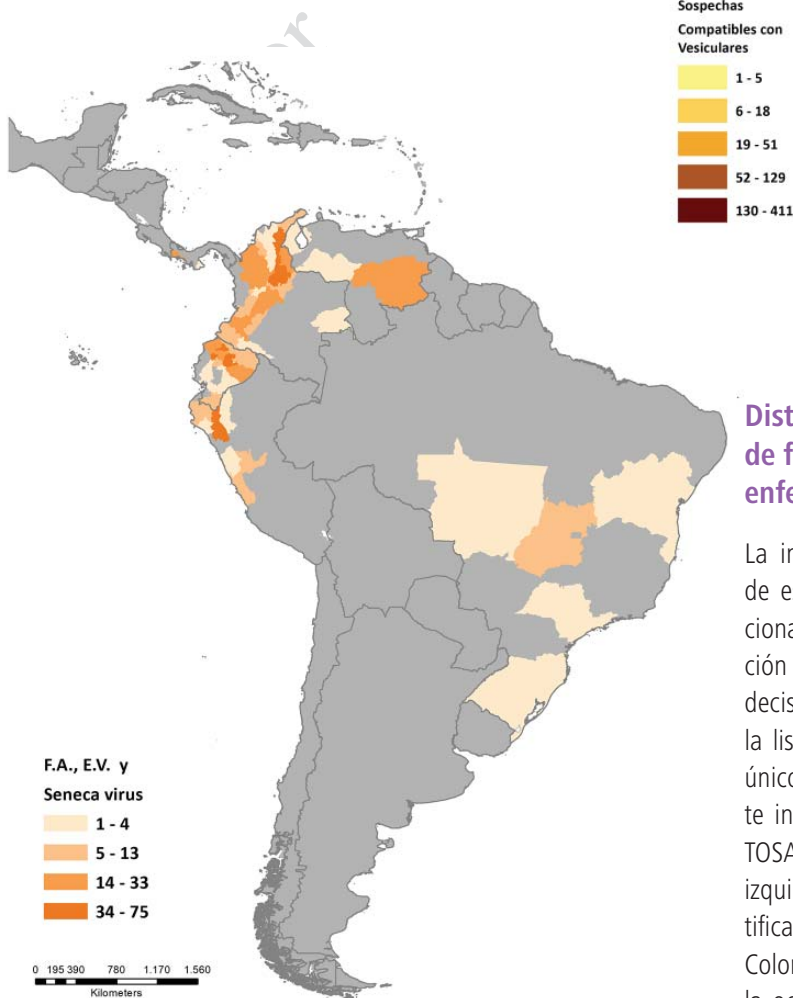 Sospechas
Compatibles con
Vesiculares
1 - 5
6 - 18
19 - 51
52 - 129
130 - 411
F.A., E.V. y
Seneca virus
1 - 4
5 - 13
14 - 33
34 - 75
0 195 390 780 1.170 1.560
Kilometers
Dist
de f
enfe
La in
de e
ciona
ción
decis
la lis
único
te in
TOSA
izqui
tifica
Color